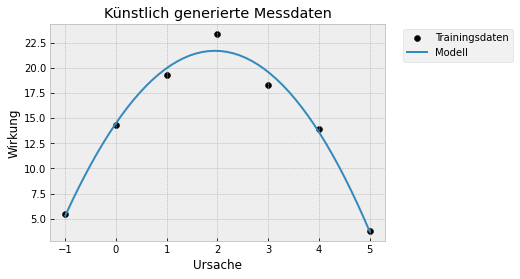 Künstlich generierte Messdaten
Trainingsdaten
Modell
22.5
20.0
17.5
15.0
12.5
10.0
7.5
5.0
Wirkung
−1 0 1 2 3 4 5
Ursache